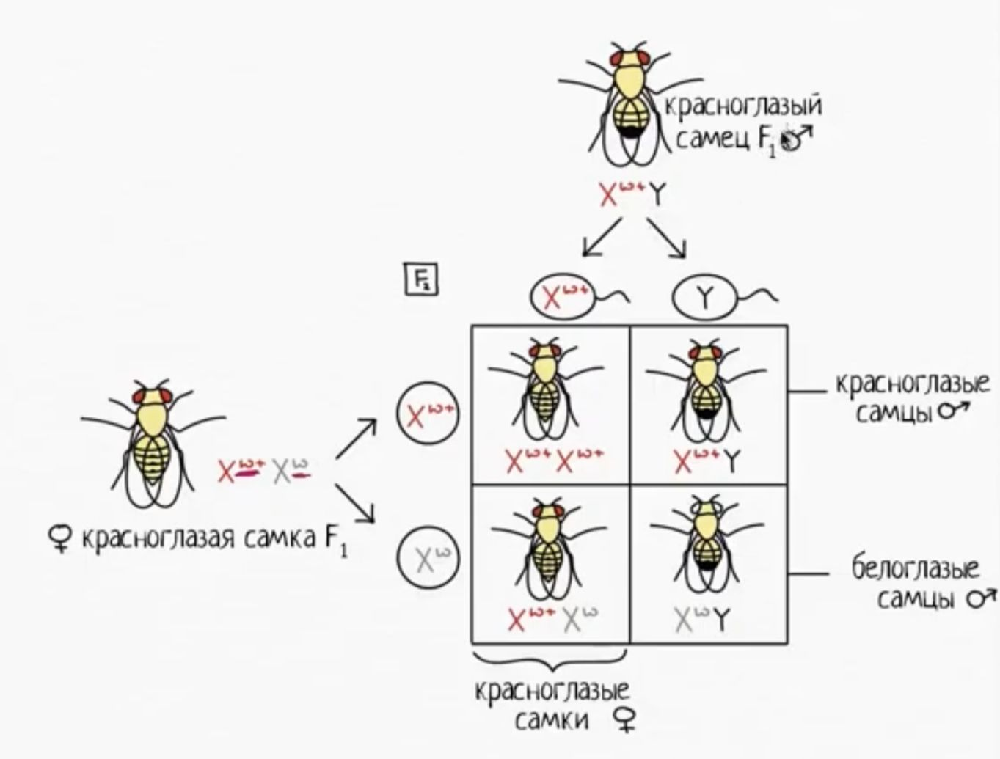 красноглазый
самец F₁ ♂
Xʷ⁺Y
F₂
Xʷ⁺
Y
Xʷ⁺
Xʷ⁺Xʷ⁺
Xʷ⁺Y
красноглазые
самцы ♂
Xʷ⁺ Xʷ
♀ красноглазая самка F₁
Xʷ
Xʷ⁺Xʷ
XʷY
белоглазые
самцы ♂
красноглазые
самки ♀